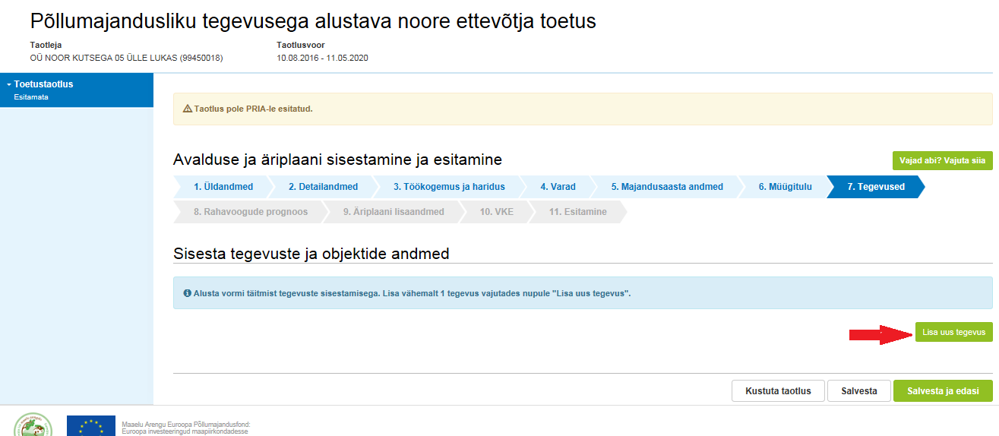 Põllumajandusliku tegevusega alustava noore ettevõtja toetus
Taotleja
OÜ NOOR KUTSEGA 05 ÜLLE LUKAS (99450018)
Taotlusvoor
10.08.2016 - 11.05.2020
Toetustaotlus
Esitamata
Taotlus pole PRIA-le esitatud.
Avalduse ja äriplaani sisestamine ja esitamine
Vajad abi? Vajuta siia
1. Üldandmed
2. Detailandmed
3. Töökogemus ja haridus
4. Varad
5. Majandusaasta andmed
6. Müügitulu
7. Tegevused
8. Rahavoogude prognoos
9. Äriplaani lisaandmed
10. VKE
11. Esitamine
Sisesta tegevuste ja objektide andmed
Alusta vormi täitmist tegevuste sisestamisega. Lisa vähemalt 1 tegevus vajutades nupule "Lisa uus tegevus".
Lisa uus tegevus
Kustuta taotlus
Salvesta
Salvesta ja edasi
Maaelu Arengu Euroopa Põllumajandusfond:
Euroopa investeeringud maapiirkondadesse